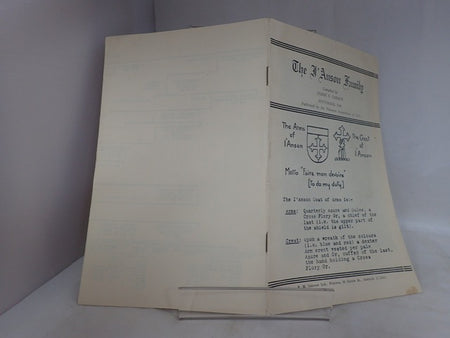 The I'Anson Family
Compiled by
The Arms
of
I'Anson
The Crest
of
I'Anson
Motto "Faire mon devoire"
[To do my duty]
The I'Anson Coat of Arms is:-
Arms: Quarterly Azure and Gules, a
Cross Flory Or, a chief of the
last (i.e. the upper part of
the shield is gilt).
Crest: Upon a wreath of the colours
(i.e. blue and red) a dexter
Arm erect vested per pale
Azure and Or, cuffed of the last,
the hand holding a Cross
Flory Or.